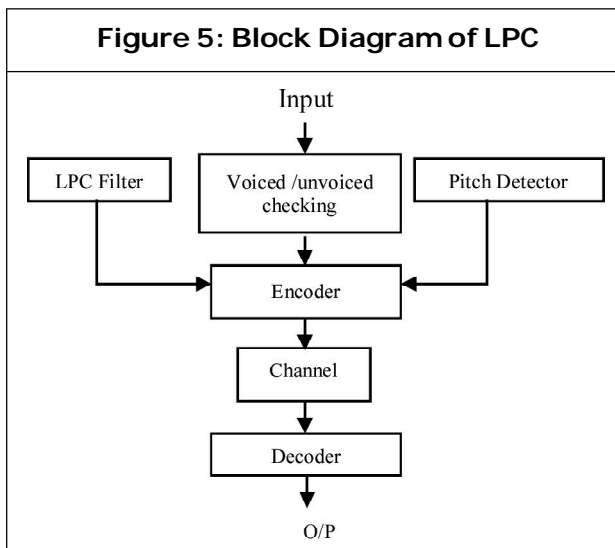 Figure 5: Block Diagram of LPC
Input
LPC Filter
Voiced /unvoiced
checking
Pitch Detector
Encoder
Channel
Decoder
O/P